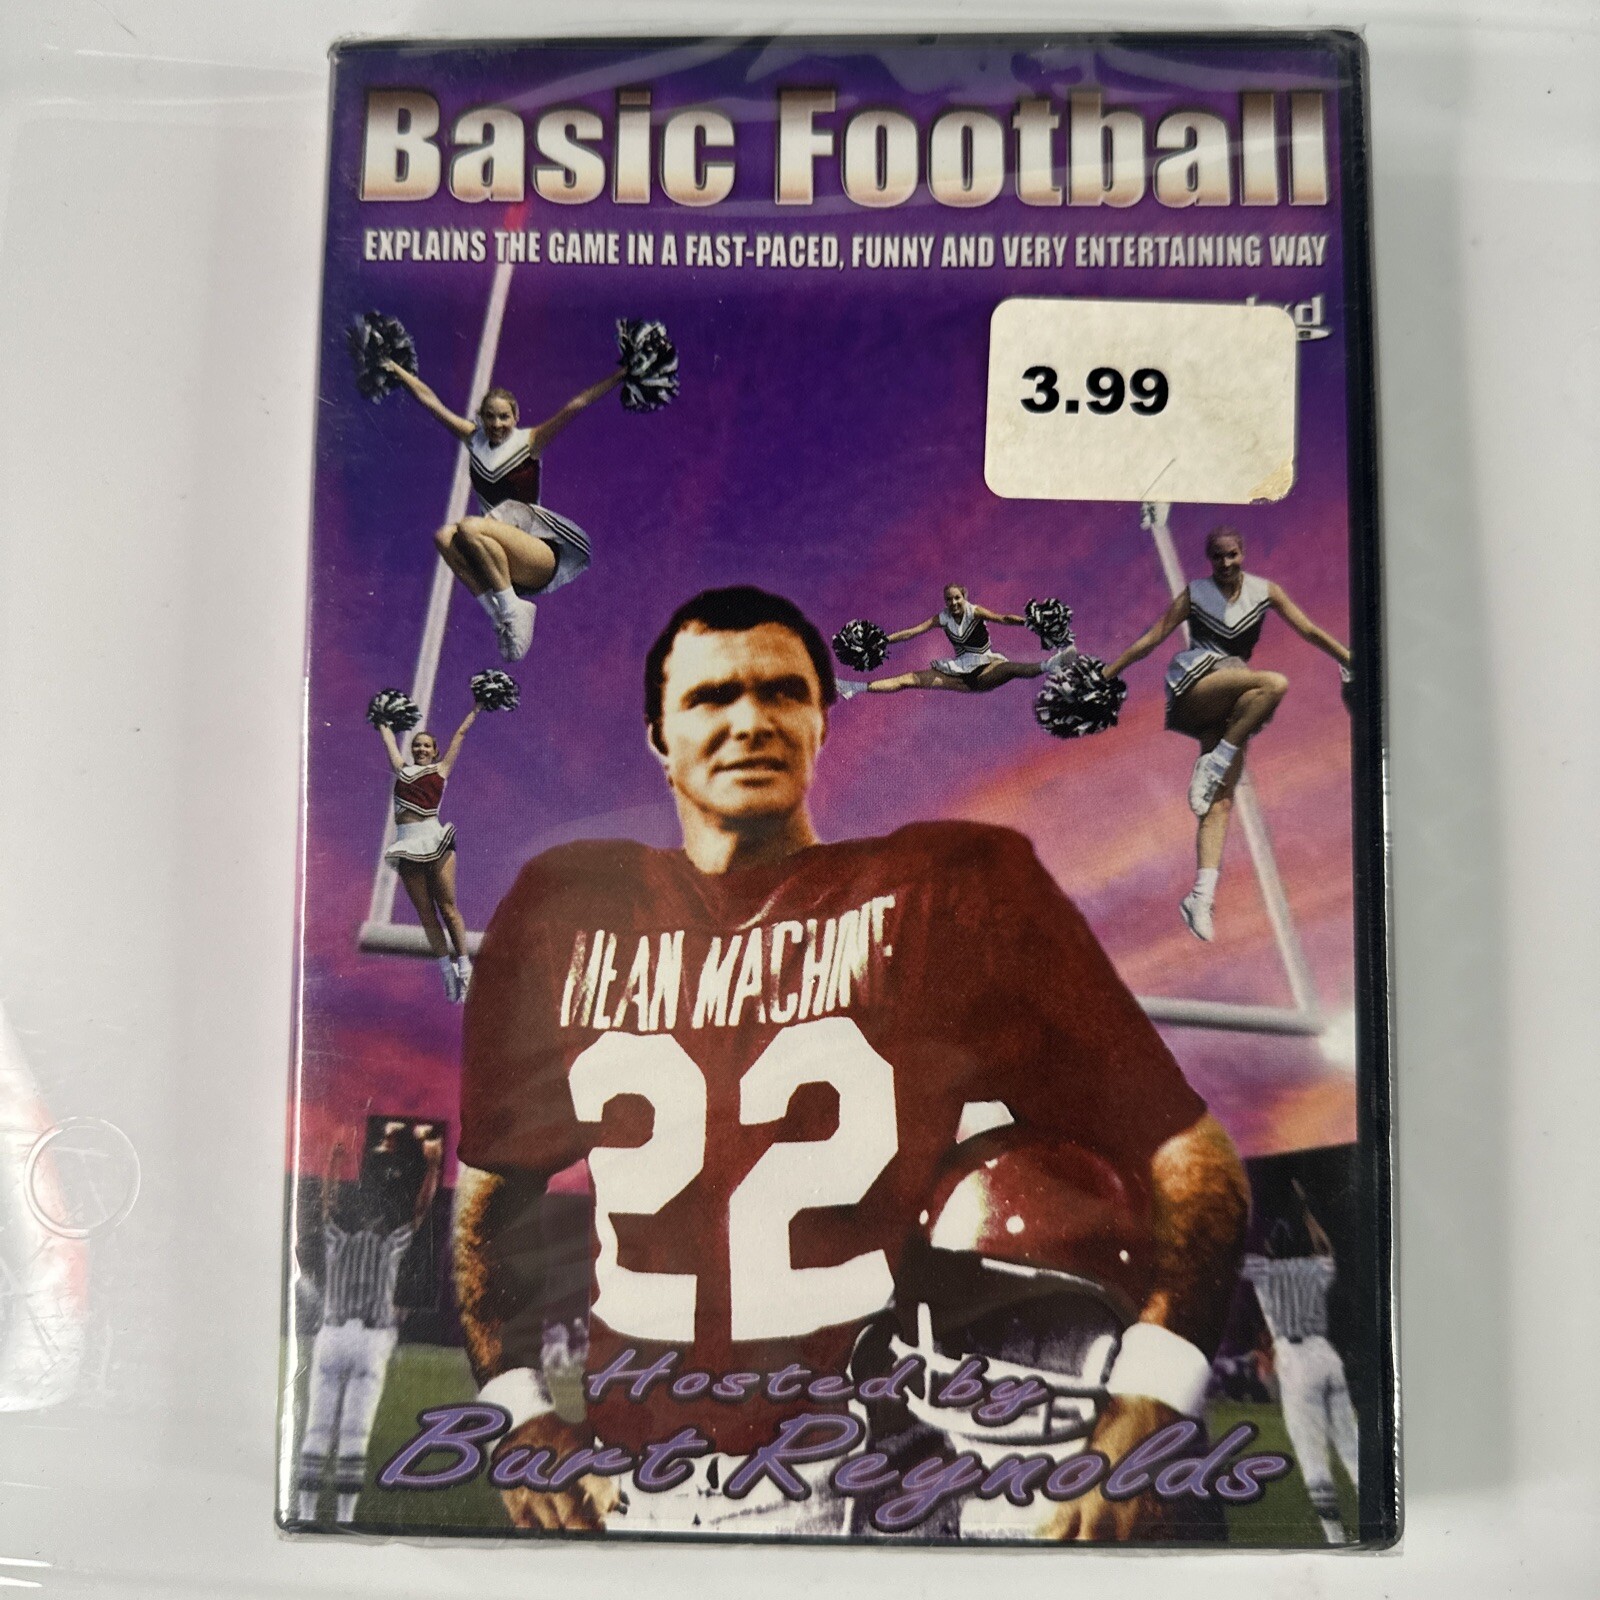 Basic Football
EXPLAINS THE GAME IN A FAST-PACED, FUNNY AND VERY ENTERTAINING WAY
3.99
MEAN MACHINE
22
Hosted by
Burt Reynolds